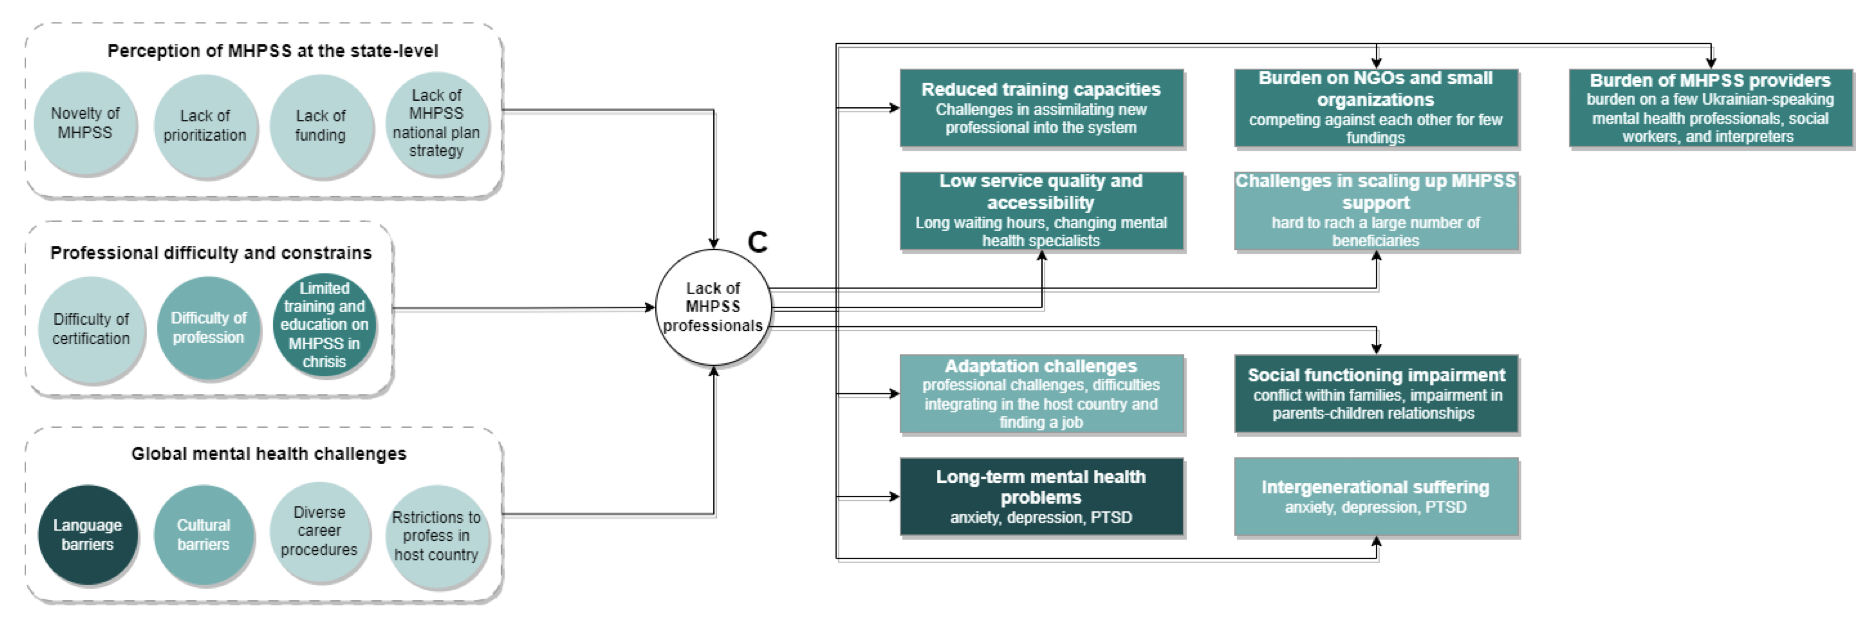 Perception of MHPSS at the state-level
Novelty of
MHPSS
Lack of
prioritization
Lack of
funding
Lack of
MHPSS
national plan
strategy
Professional difficulty and constrains
Difficulty of
certification
Difficulty of
profession
Limited
training and
education on
MHPSS in
chrisis
Global mental health challenges
Language
barriers
Cultural
barriers
Diverse
career
procedures
Rstrictions to
profess in
host country
C
Lack of
MHPSS
professionals
Reduced training capacities
Challenges in assimilating new
professional into the system
Burden on NGOs and small
organizations
competing against each other for few
fundings
Burden of MHPSS providers
burden on a few Ukrainian-speaking
mental health professionals, social
workers, and interpreters
Low service quality and
accessibility
Long waiting hours, changing mental
health specialists
Challenges in scaling up MHPSS
support
hard to rach a large number of
beneficiaries
Adaptation challenges
professional challenges, difficulties
integrating in the host country and
finding a job
Social functioning impairment
conflict within families, impairment in
parents-children relationships
Long-term mental health
problems
anxiety, depression, PTSD
Intergenerational suffering
anxiety, depression, PTSD